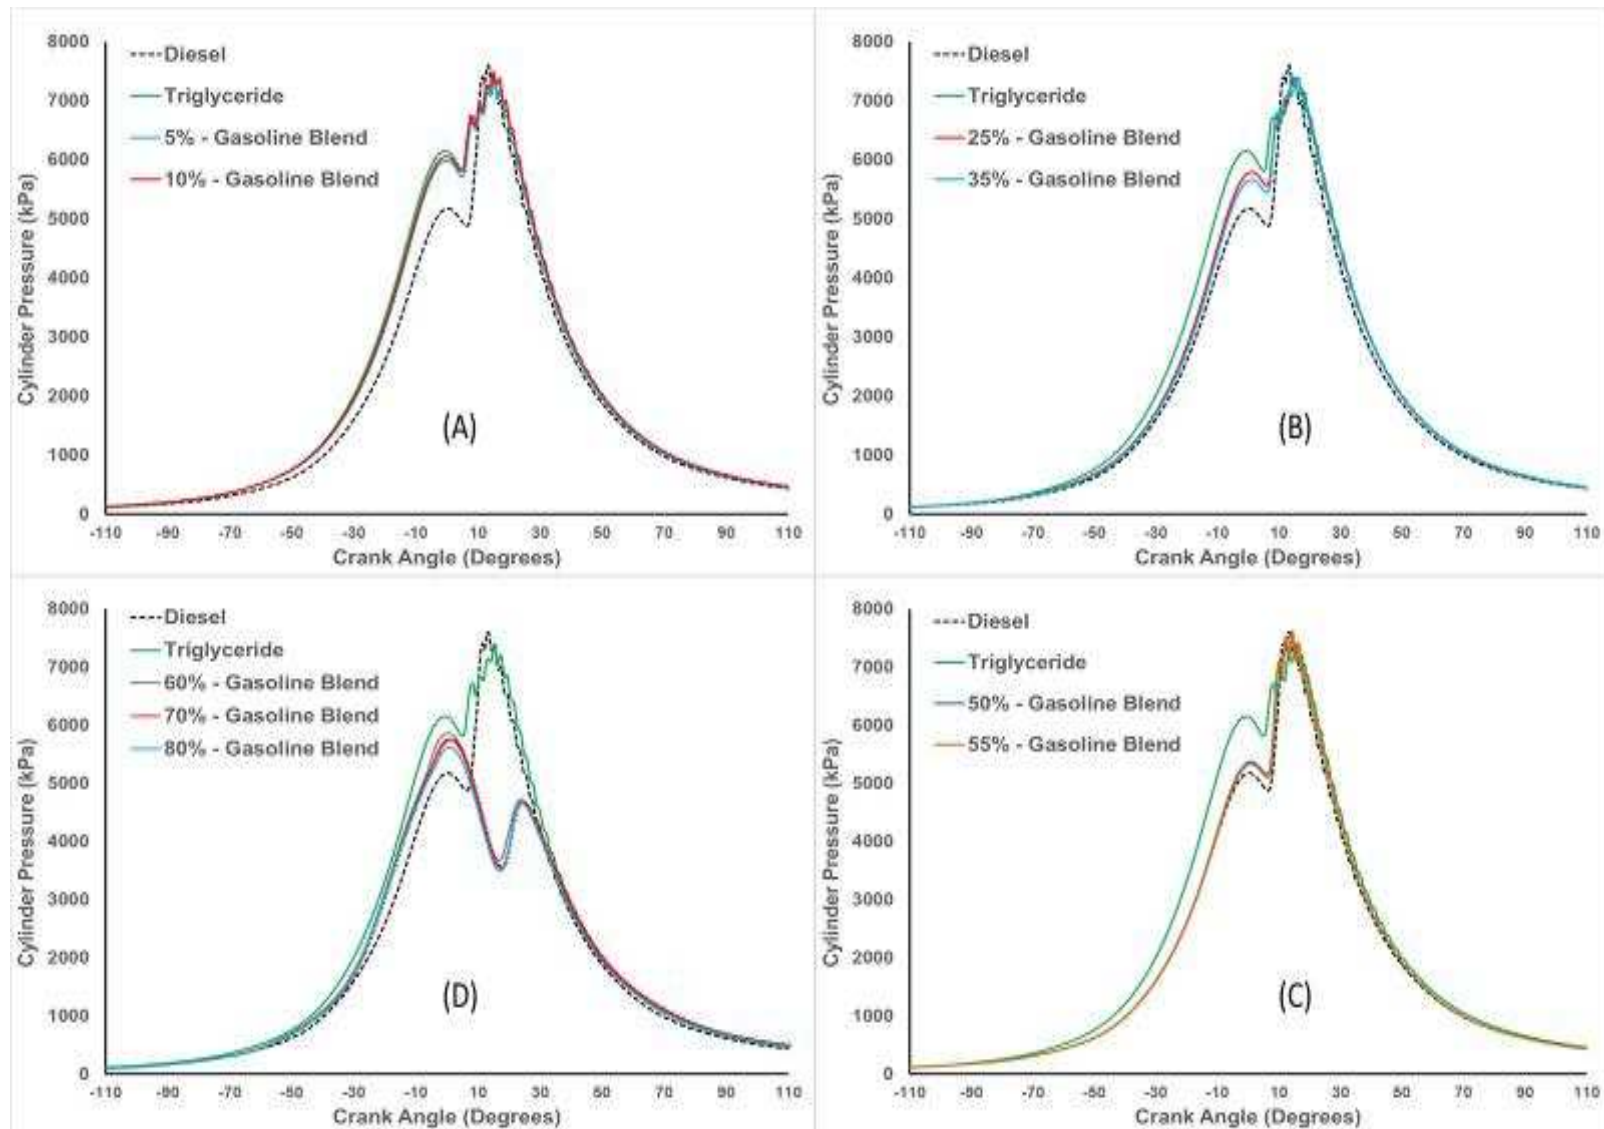 8000
7000
6000
5000
4000
3000
2000
1000
0
Cylinder Pressure (kPa)
Diesel
Triglyceride
5% - Gasoline Blend
10% - Gasoline Blend
(A)
-110 -90 -70 -50 -30 -10 10 30 50 70 90 110
Crank Angle (Degrees)
8000
7000
6000
5000
4000
3000
2000
1000
0
Cylinder Pressure (kPa)
Diesel
Triglyceride
25% - Gasoline Blend
35% - Gasoline Blend
(B)
-110 -90 -70 -50 -30 -10 10 30 50 70 90 110
Crank Angle (Degrees)
8000
7000
6000
5000
4000
3000
2000
1000
0
Cylinder Pressure (kPa)
Diesel
Triglyceride
60% - Gasoline Blend
70% - Gasoline Blend
80% - Gasoline Blend
(D)
-110 -90 -70 -50 -30 -10 10 30 50 70 90 110
Crank Angle (Degrees)
8000
7000
6000
5000
4000
3000
2000
1000
0
Cylinder Pressure (kPa)
Diesel
Triglyceride
50% - Gasoline Blend
55% - Gasoline Blend
(C)
-110 -90 -70 -50 -30 -10 10 30 50 70 90 110
Crank Angle (Degrees)